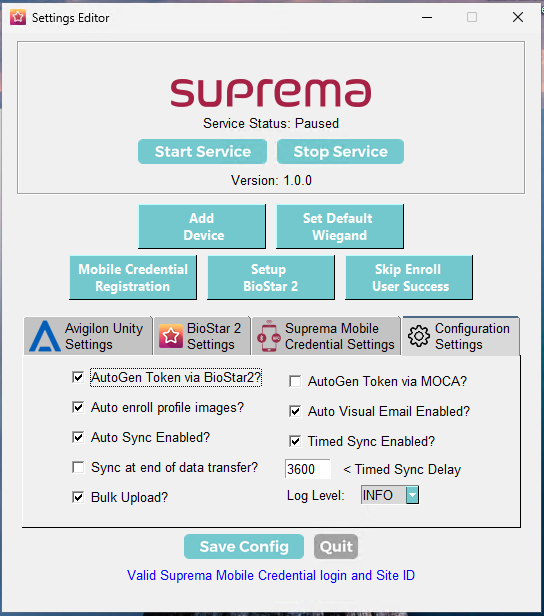 Settings Editor
suprema
Service Status: Paused
Start Service
Stop Service
Version: 1.0.0
Add
Device
Set Default
Wiegand
Mobile Credential
Registration
Setup
BioStar 2
Skip Enroll
User Success
Avigilon Unity
Settings
BioStar 2
Settings
Suprema Mobile
Credential Settings
Configuration
Settings
AutoGen Token via BioStar2?
AutoGen Token via MOCA?
Auto enroll profile images?
Auto Visual Email Enabled?
Auto Sync Enabled?
Timed Sync Enabled?
Sync at end of data transfer?
3600 < Timed Sync Delay
Bulk Upload?
Log Level: INFO
Save Config
Quit
Valid Suprema Mobile Credential login and Site ID